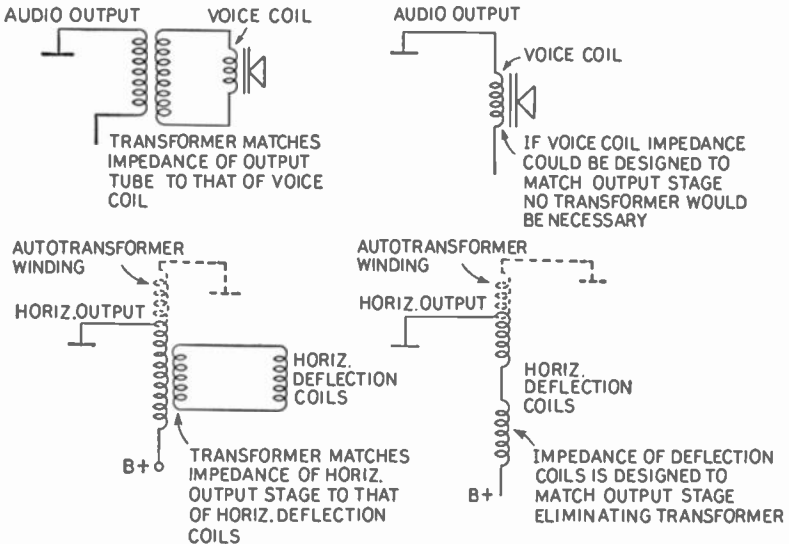 AUDIO OUTPUT
VOICE COIL
TRANSFORMER MATCHES
IMPEDANCE OF OUTPUT
TUBE TO THAT OF VOICE
COIL
AUDIO OUTPUT
VOICE COIL
IF VOICE COIL IMPEDANCE
COULD BE DESIGNED TO
MATCH OUTPUT STAGE
NO TRANSFORMER WOULD
BE NECESSARY
AUTOTRANSFORMER
WINDING
HORIZ. OUTPUT
HORIZ.
DEFLECTION
COILS
B+
TRANSFORMER MATCHES
IMPEDANCE OF HORIZ.
OUTPUT STAGE TO THAT
OF HORIZ. DEFLECTION
COILS
AUTOTRANSFORMER
WINDING
HORIZ. OUTPUT
HORIZ.
DEFLECTION
COILS
B+
IMPEDANCE OF DEFLECTION
COILS IS DESIGNED TO
MATCH OUTPUT STAGE
ELIMINATING TRANSFORMER